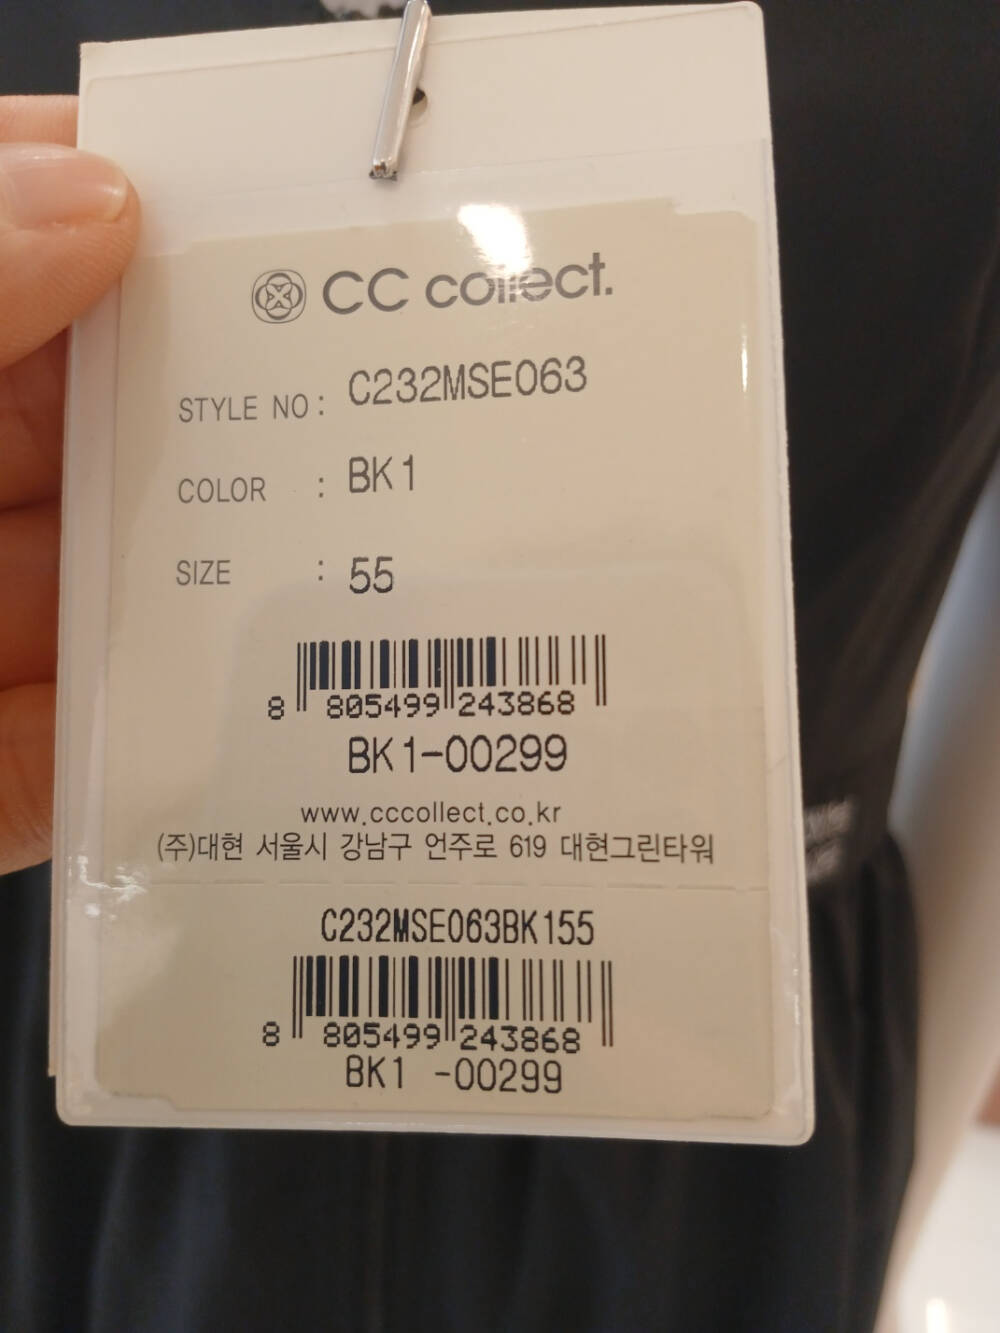 CC collect.
STYLE NO: C232MSE063
COLOR : BK1
SIZE : 55
8 805499 243868
BK1-00299
www.cccollect.co.kr
(주)대현 서울시 강남구 언주로 619 대현그린타워
C232MSE063BK155
8 805499 243868
BK1 -00299